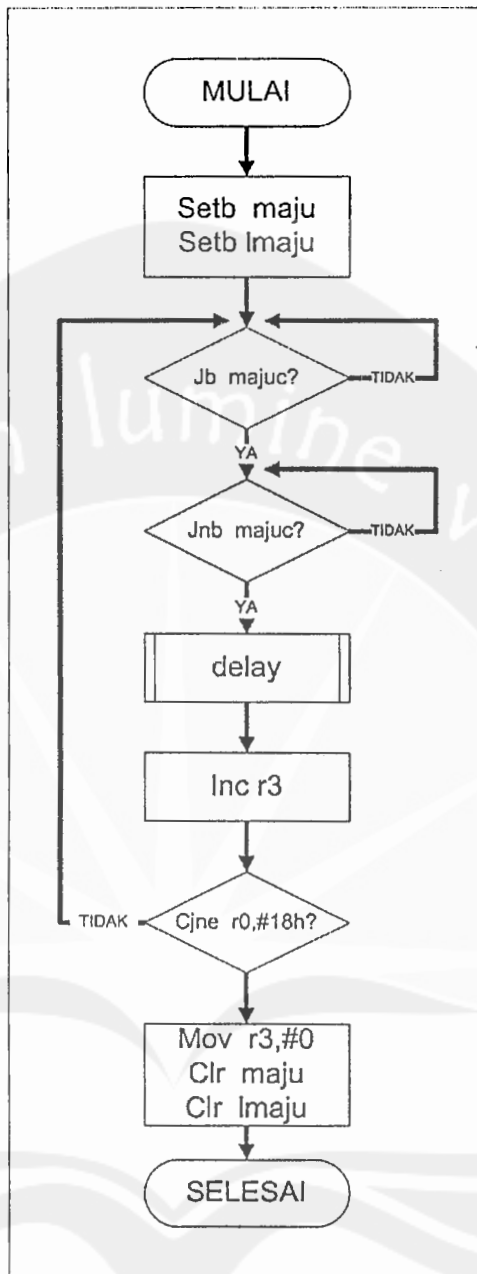 MULAI
Setb maju
Setb lmaju
Jb majuc?
TIDAK
YA
Jnb majuc?
TIDAK
YA
delay
Inc r3
Cjne r0,#18h?
TIDAK
Mov r3,#0
Clr maju
Clr lmaju
SELESAI
lumine